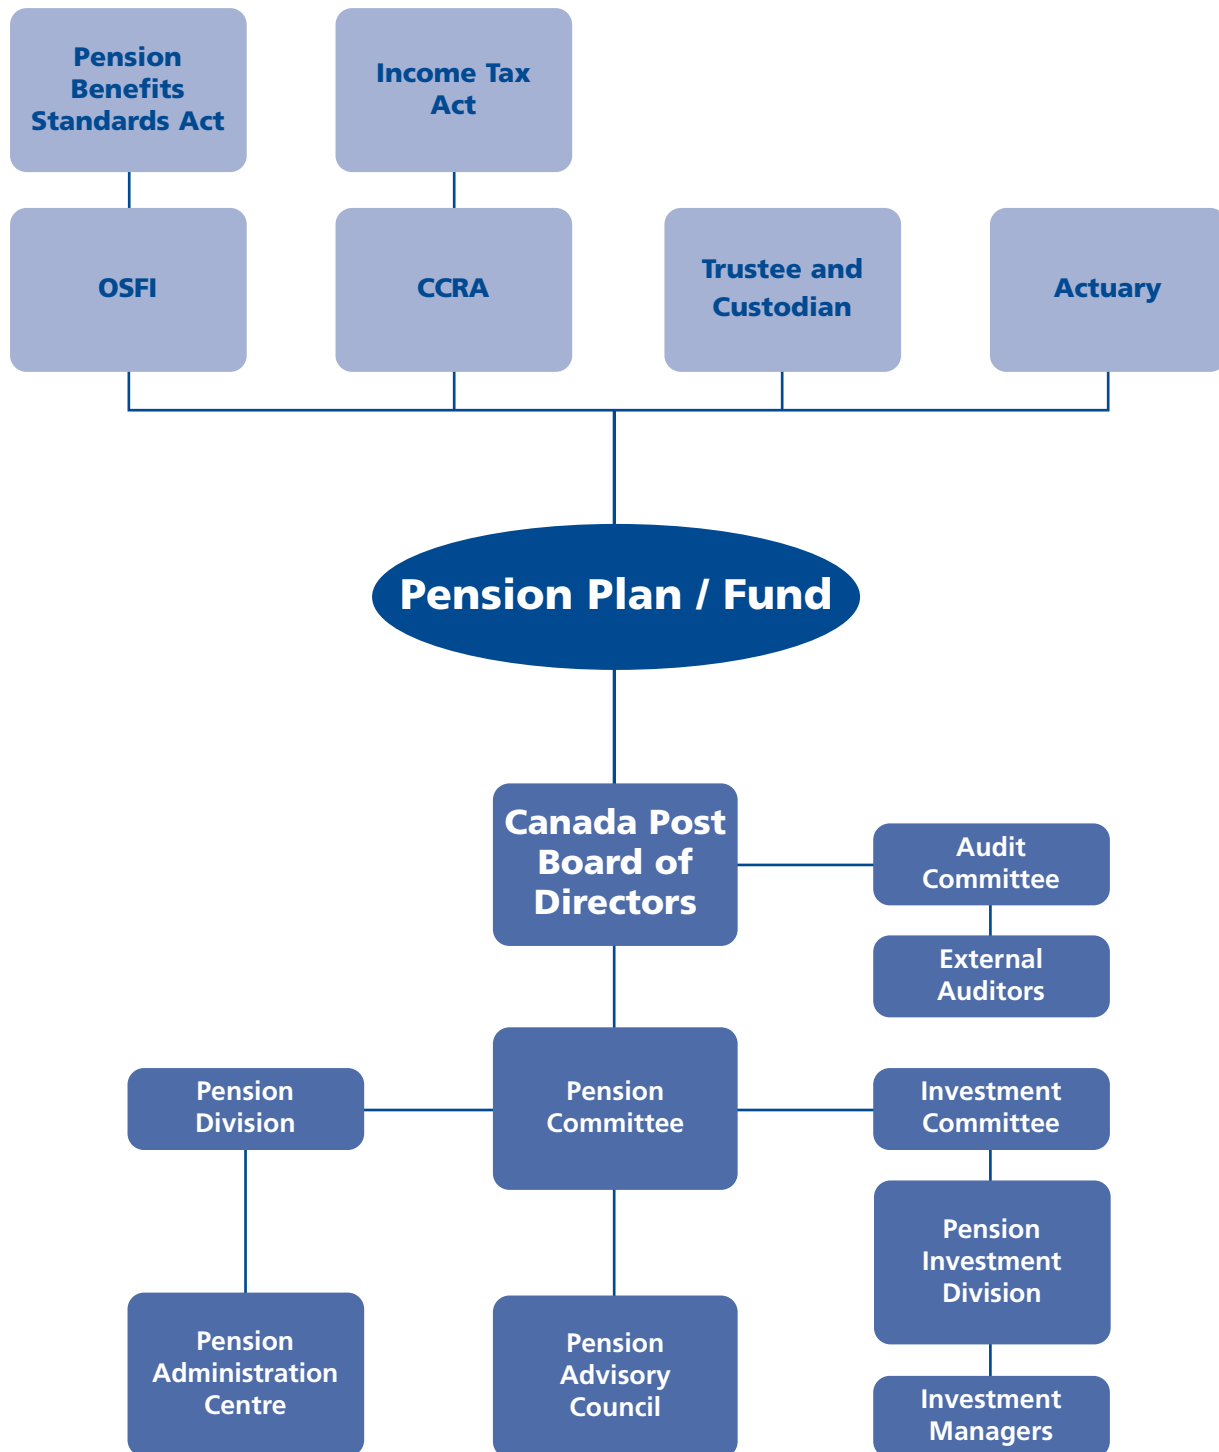 Pension
Benefits
Standards Act
Income Tax
Act
OSFI
CCRA
Trustee and
Custodian
Actuary
Pension Plan / Fund
Canada Post
Board of
Directors
Audit
Committee
External
Auditors
Pension
Division
Pension
Committee
Investment
Committee
Pension
Investment
Division
Pension
Administration
Centre
Pension
Advisory
Council
Investment
Managers